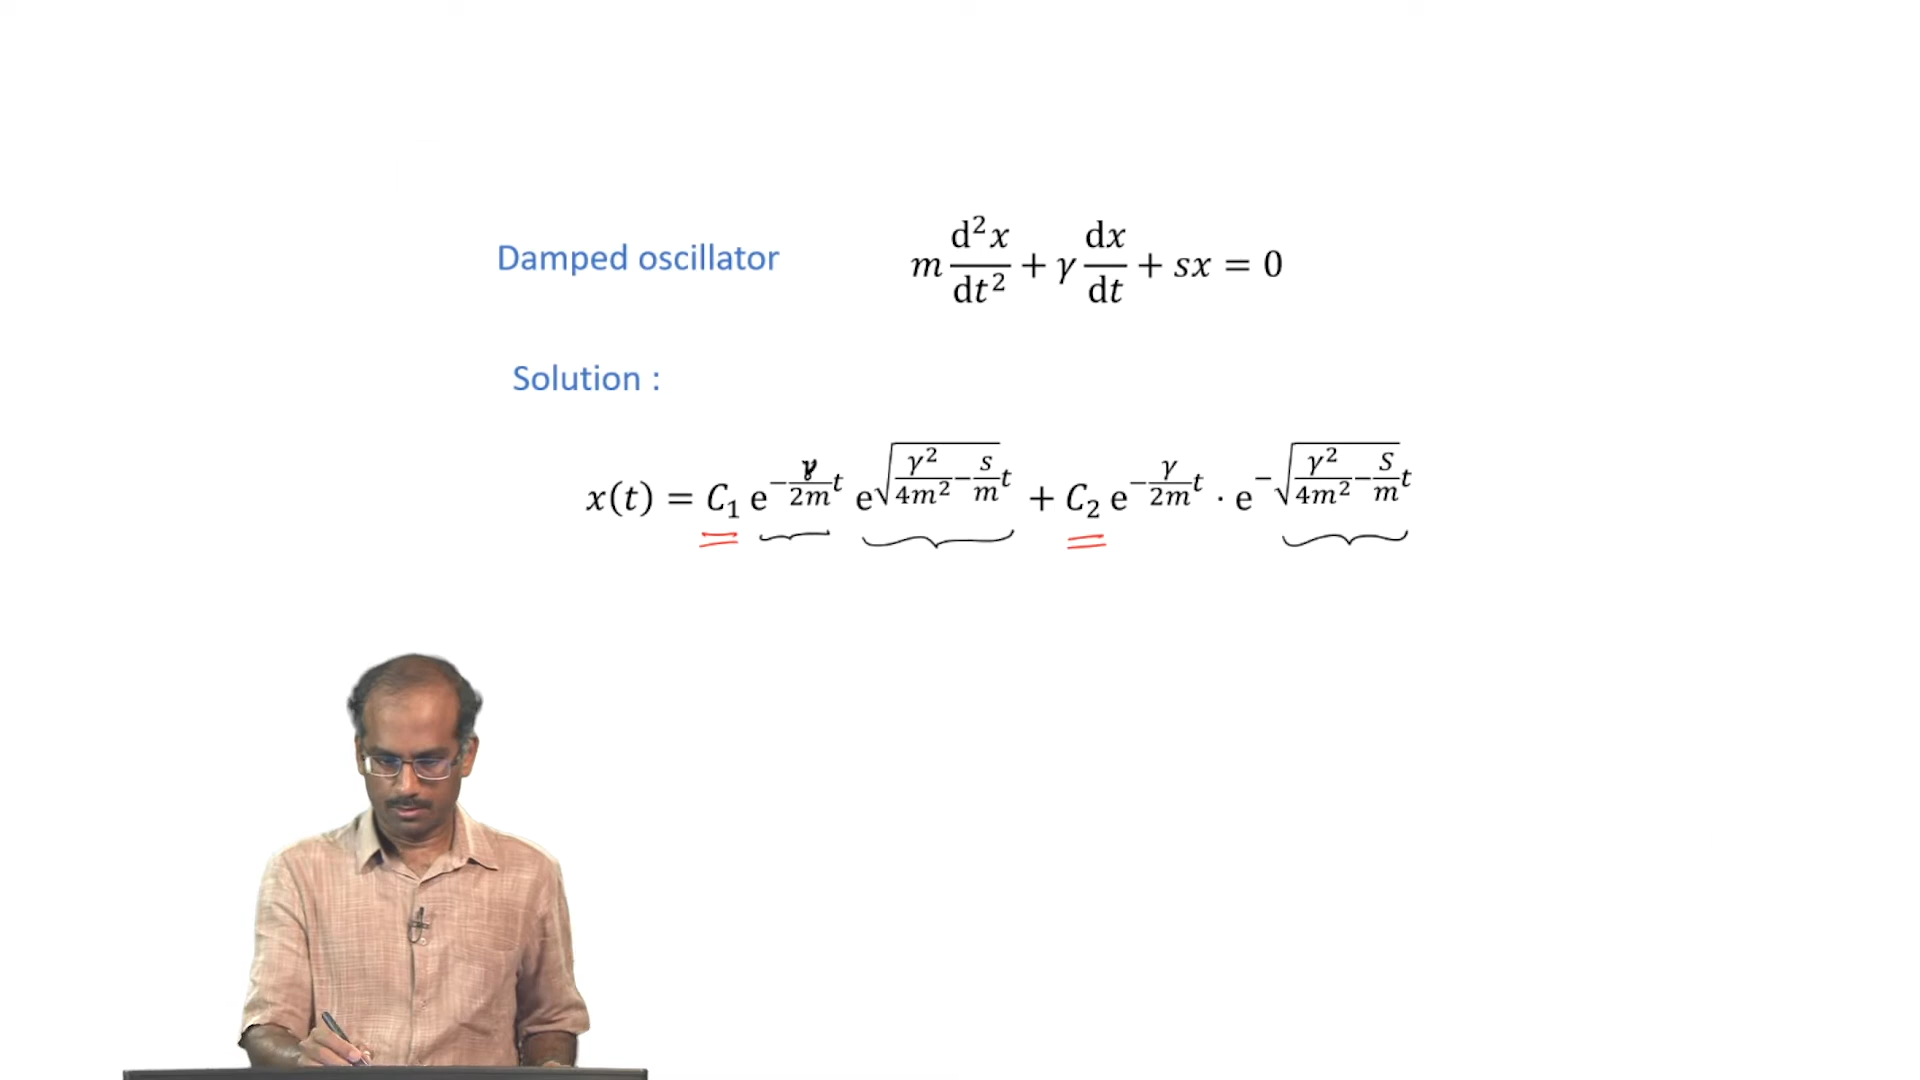 Damped oscillator m d²x/dt² + γ dx/dt + sx = 0
Solution :
x(t) = C₁ e^(−(γ/2m)t) e^(√(γ²/4m² − s/m) t) + C₂ e^(−(γ/2m)t) · e^(−√(γ²/4m² − S/m) t)